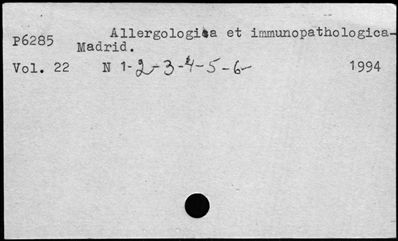 Allergologica et immunopathologica-
P6285 Madrid.
Vol. 22 N 1-2-3-4-5-6- 1994